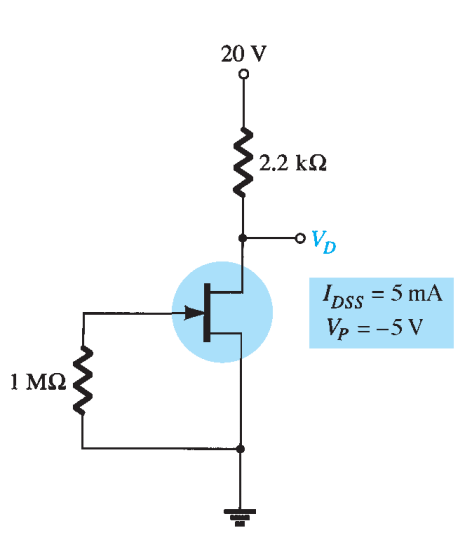 20 V
2.2 kΩ
V_D
I_DSS = 5 mA
V_P = −5 V
1 MΩ